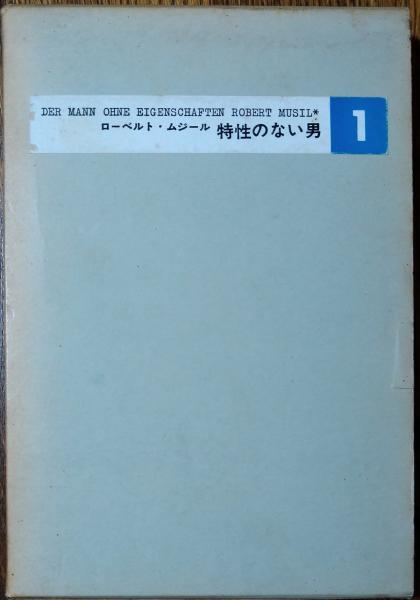 DER MANN OHNE EIGENSCHAFTEN ROBERT MUSIL*
ローベルト・ムジール 特性のない男
1